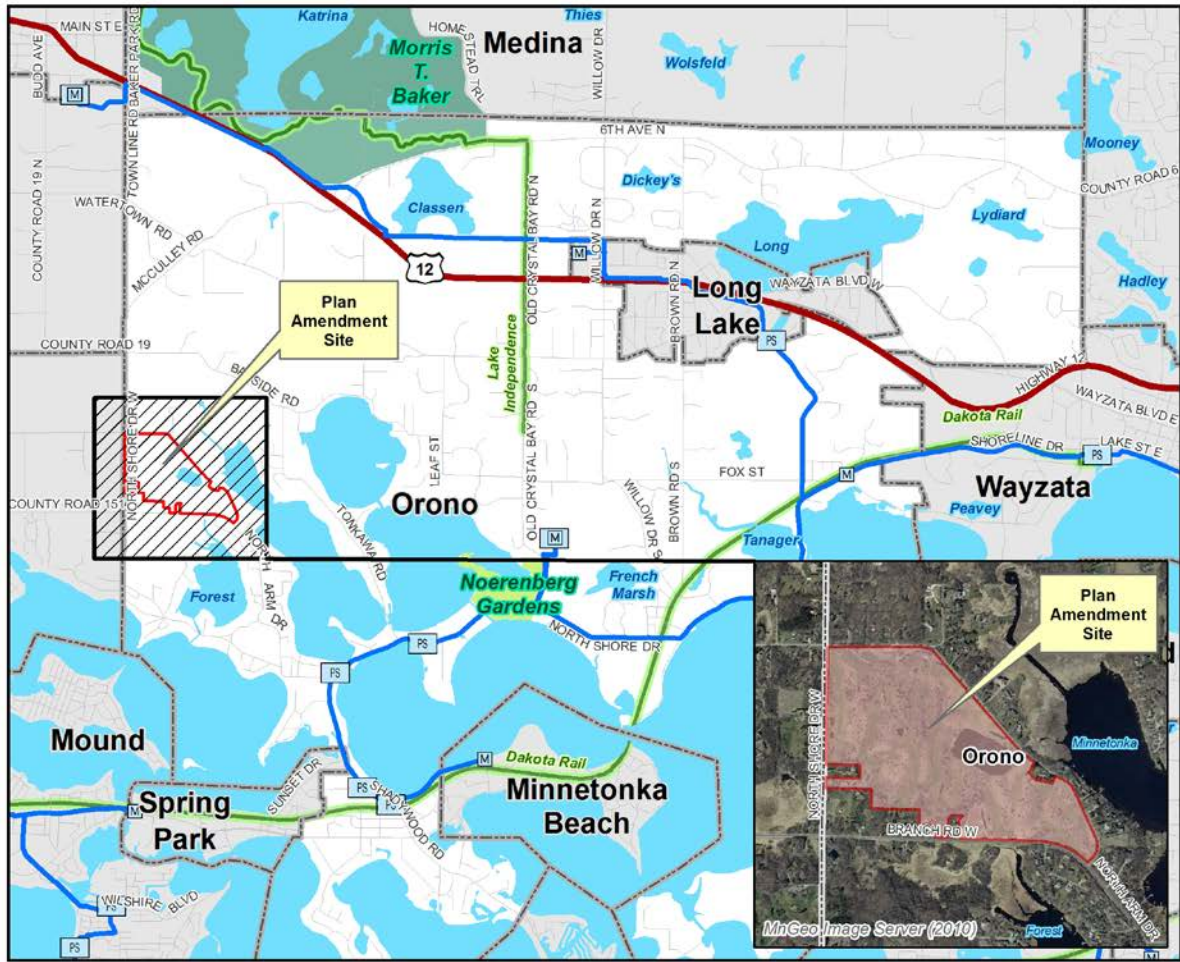 MAIN ST E
Katrina
Thies
HOME
STEAD TRL
Medina
BUDD AVE
Morris
T.
Baker
WILLOW DR
Wolsfeld
M
TOWN LINE RD BAKER PARK RD
6TH AVE N
Mooney
COUNTY ROAD 6
COUNTY ROAD 19 N
Dickey's
WATERTOWN RD
Classen
OLD CRYSTAL BAY RD N
Lydiard
MCCULLEY RD
WILLOW DR N
M
Long
12
Hadley
WAYZATA BLVD W
Plan
Amendment
Site
BROWN RD N
Long
Lake
PS
COUNTY ROAD 19
Lake
Independence
HIGHWAY 12
BAYSIDE RD
WAYZATA BLVD E
Dakota Rail
NORTH SHORE DR W
OLD CRYSTAL BAY RD S
SHORELINE DR
LAKE ST E
PS
LEAF ST
FOX ST
M
COUNTY ROAD 151
Orono
WILLOW DR S
BROWN RD S
Wayzata
Peavey
TONKAWA RD
Tanager
M
NORTH ARM DR
Forest
Noerenberg
Gardens
French
Marsh
NORTH SHORE DR
PS
PS
Plan
Amendment
Site
Mound
Dakota Rail
M
NORTH SHORE DR W
Orono
Minnetonka
SUNSET DR
PS
PS
Minnetonka
Beach
M
Spring
Park
SHADYWOOD RD
BRANCH RD W
NORTH ARM DR
WILSHIRE BLVD
PS
PS
Forest
MnGeo Image Server (2010)